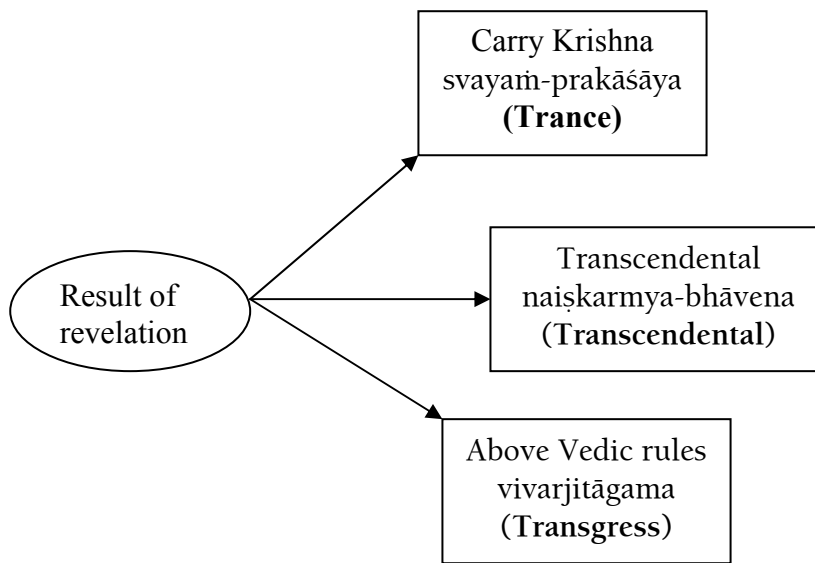 Carry Krishna
svayaṁ-prakāśāya
(Trance)
Result of
revelation
Transcendental
naiṣkarmya-bhāvena
(Transcendental)
Above Vedic rules
vivarjitāgama
(Transgress)